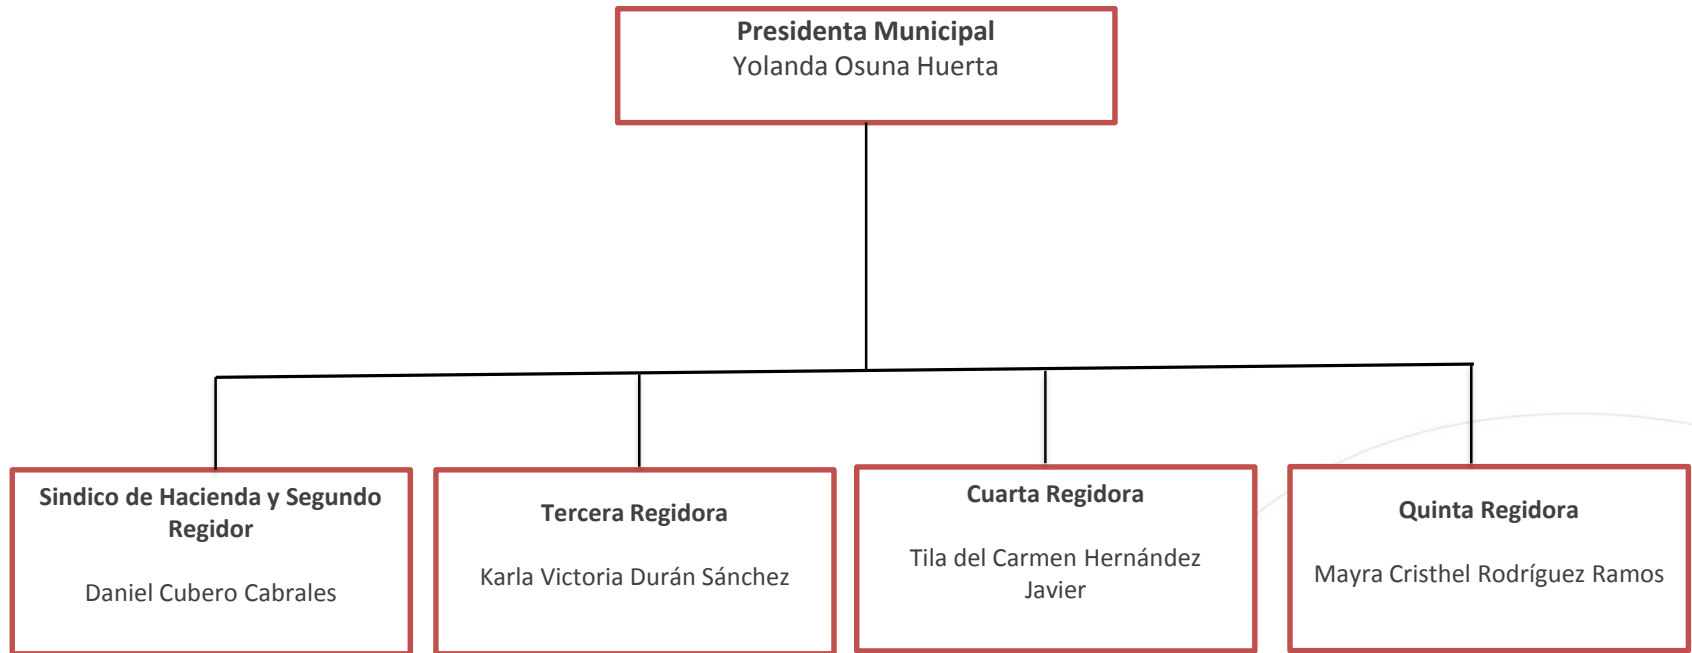 Presidenta Municipal
Yolanda Osuna Huerta
Sindico de Hacienda y Segundo
Regidor
Daniel Cubero Cabrales
Tercera Regidora
Karla Victoria Durán Sánchez
Cuarta Regidora
Tila del Carmen Hernández
Javier
Quinta Regidora
Mayra Cristhel Rodríguez Ramos